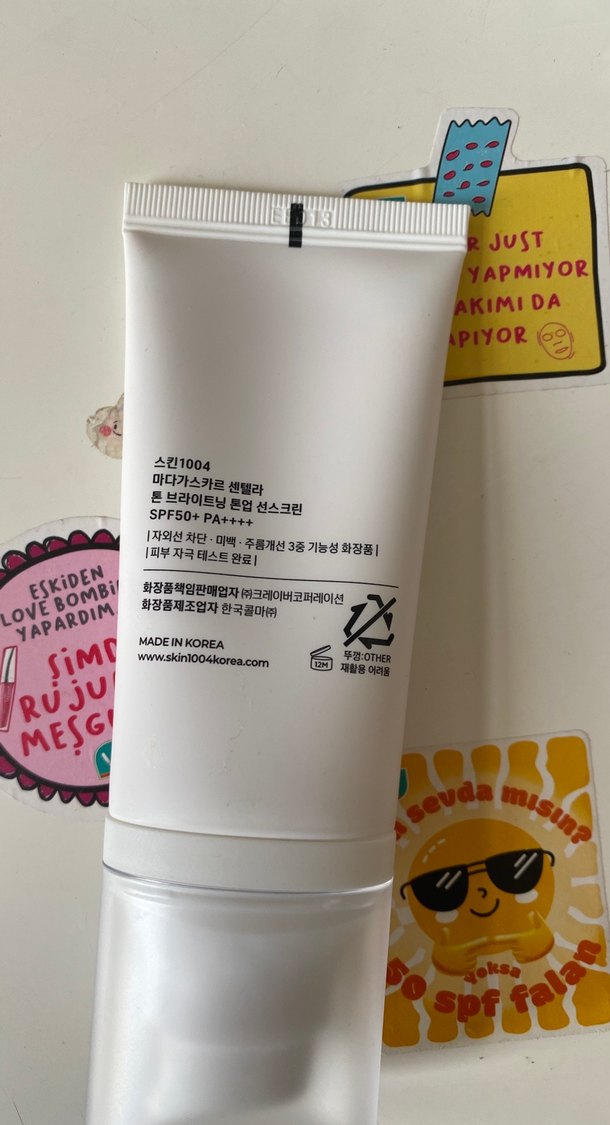 스킨1004
마다가스카르 센텔라
톤 브라이트닝 톤업 선스크린
SPF50+ PA++++
|자외선 차단 · 미백 · 주름개선 3중 기능성 화장품|
|피부 자극 테스트 완료|
화장품책임판매업자 ㈜크레이버코퍼레이션
화장품제조업자 한국콜마㈜
MADE IN KOREA
www.skin1004korea.com
12M
뚜껑:OTHER
재활용 어려움
JUST
YAPMIYOR
AKIMI DA
APIYOR
ESKiDEN
LOVE BOMBi
YAPARDIM
ŞiMD
RUJU
MEŞG
sevda mısın?
yoksa
50 spf falan